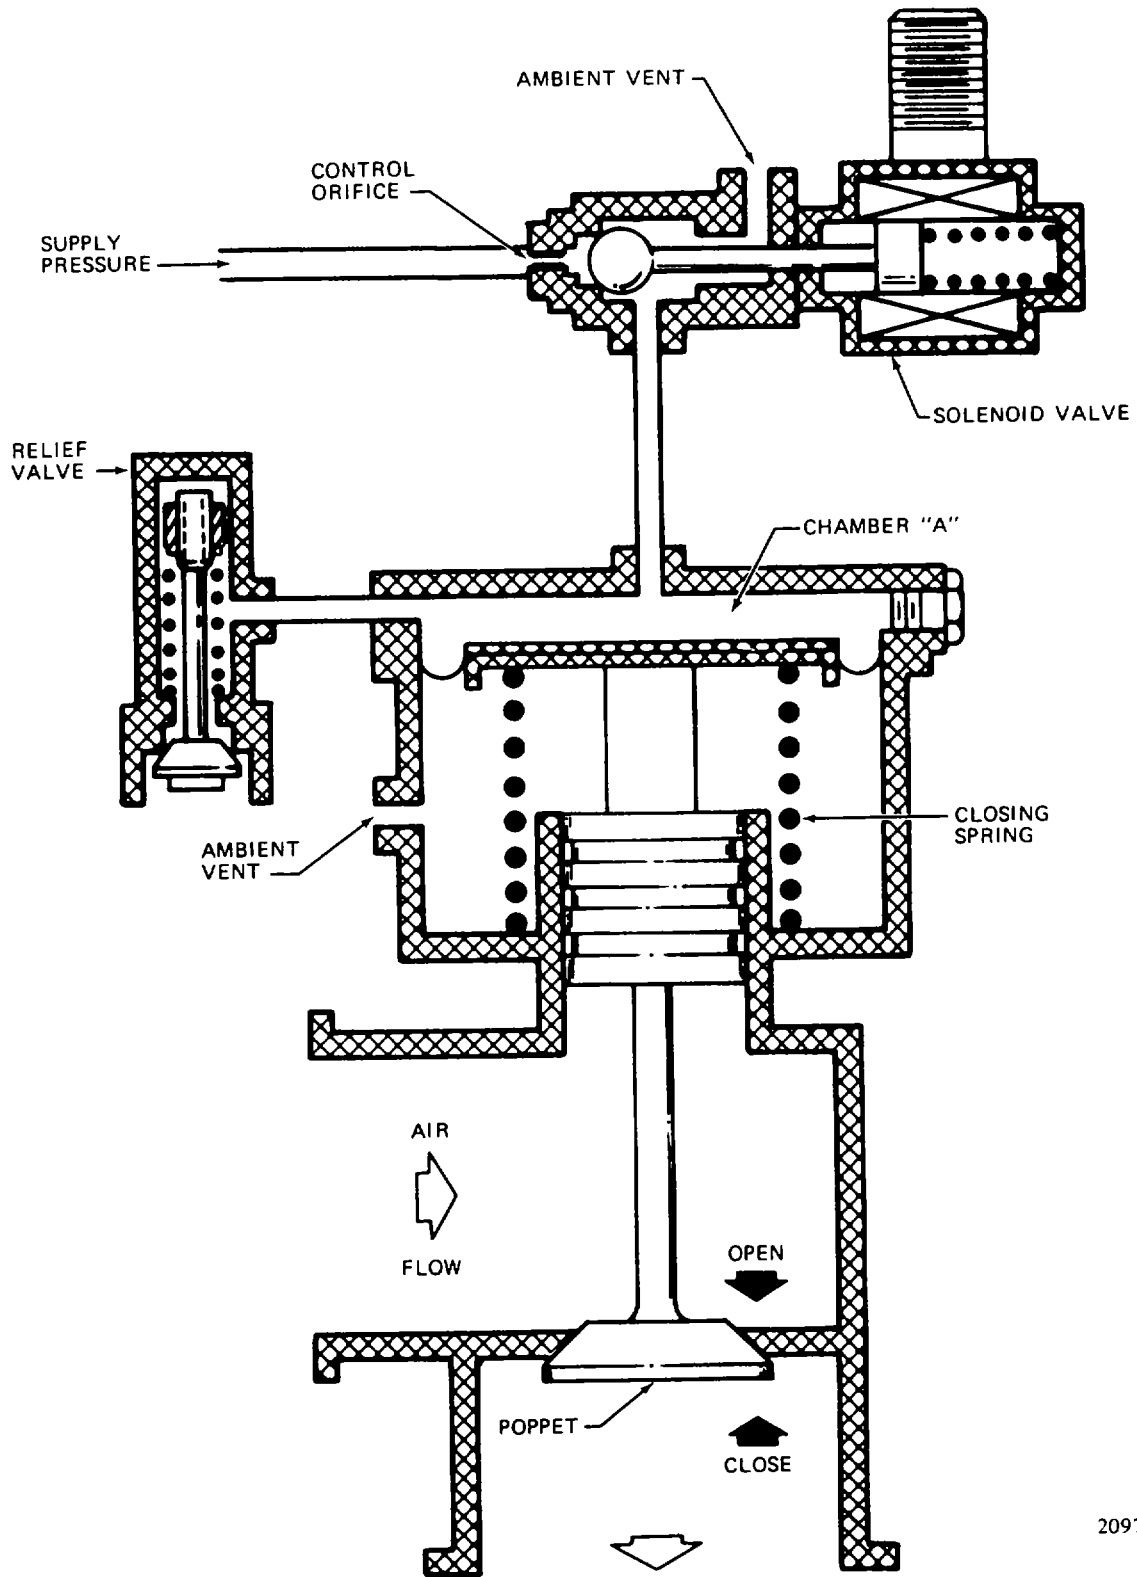 AMBIENT VENT
CONTROL
ORIFICE
SUPPLY
PRESSURE
SOLENOID VALVE
RELIEF
VALVE
CHAMBER "A"
CLOSING
SPRING
AMBIENT
VENT
AIR
FLOW
OPEN
POPPET
CLOSE
2097